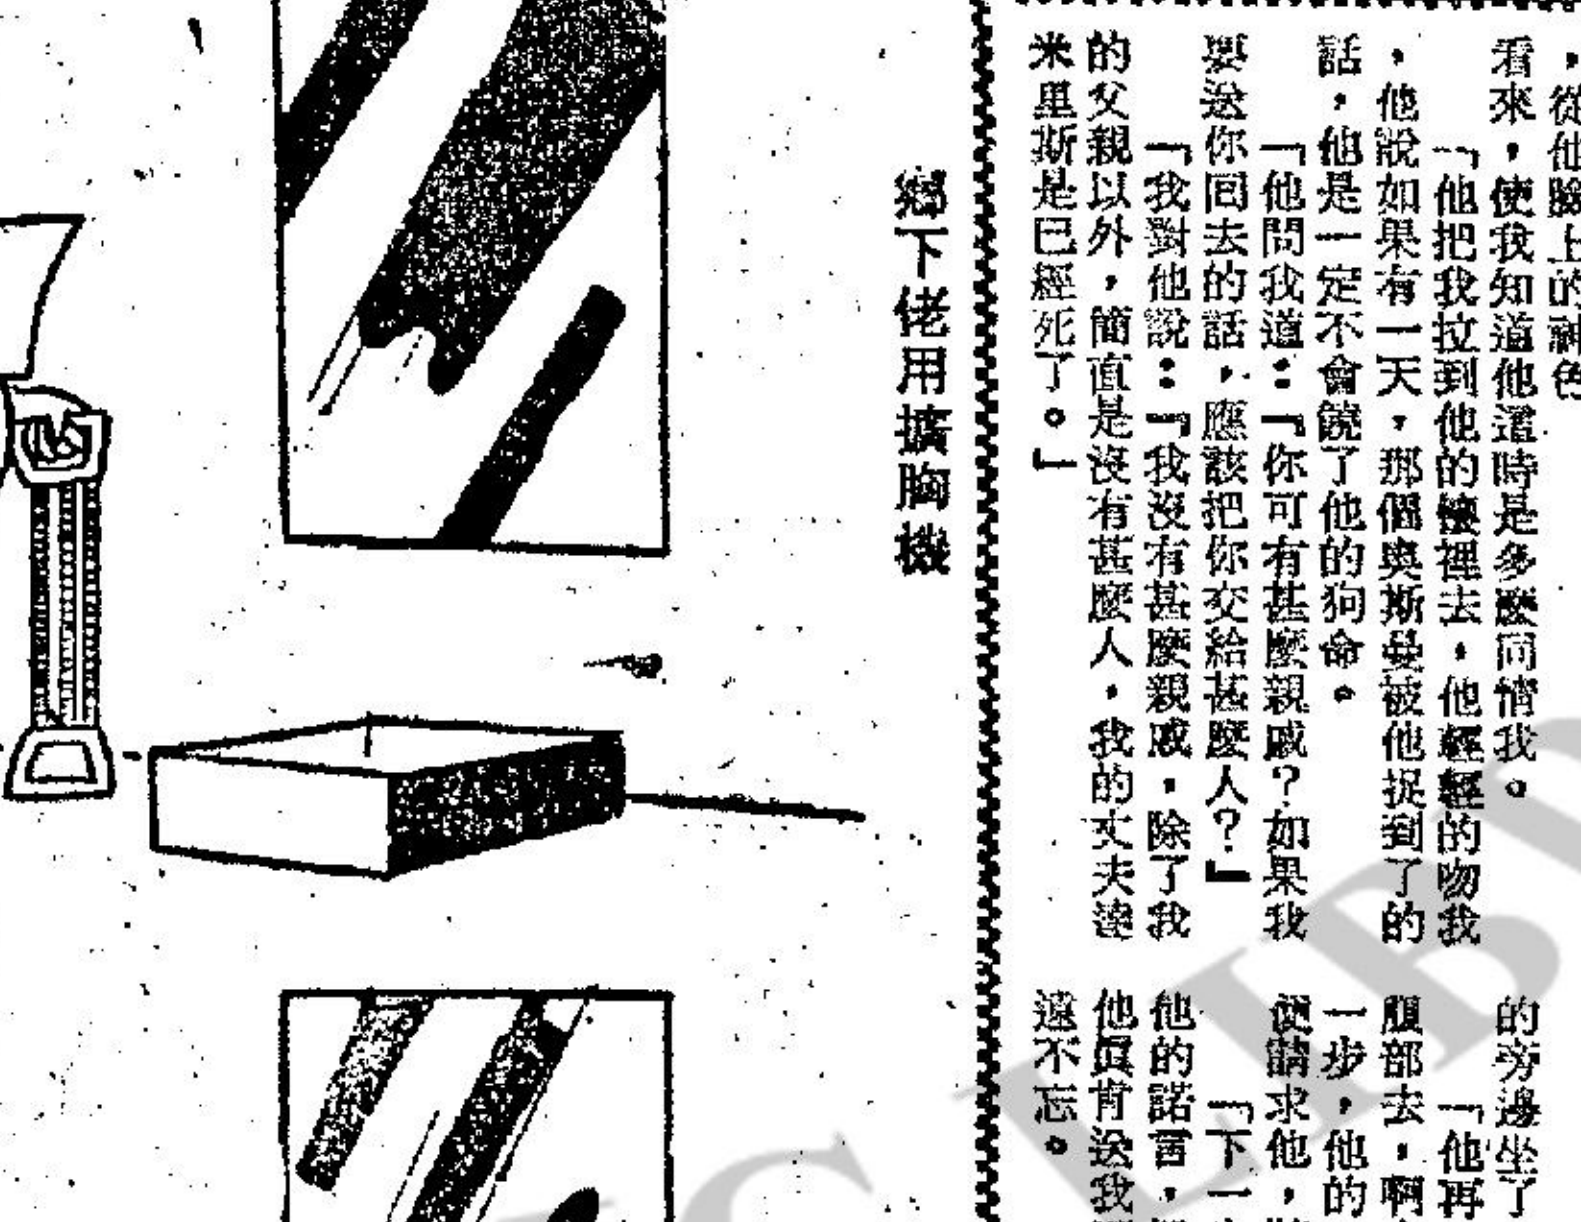 ，從他臉上的神色
看來，使我知道他這時是多麼同情我。
「他把我拉到他的懷裡去，他輕輕的吻我
，他說如果有一天，那個奧斯曼被他捉到了的
話，他是一定不會饒了他的狗命。
「他問我道：『你可有甚麼親戚？如果我
要送你回去的話，應該把你交給甚麼人？』
「我對他說：『我沒有甚麼親戚，除了我
的父親以外，簡直是沒有甚麼人，我的丈夫達
米里斯是已經死了。』
的旁邊坐了
「他再
腹部去，啊
一步，他的
便請求他，
「下一
他的諾言，
他眞肯送我
遠不忘。
鄉下佬用擴胸機
LIB